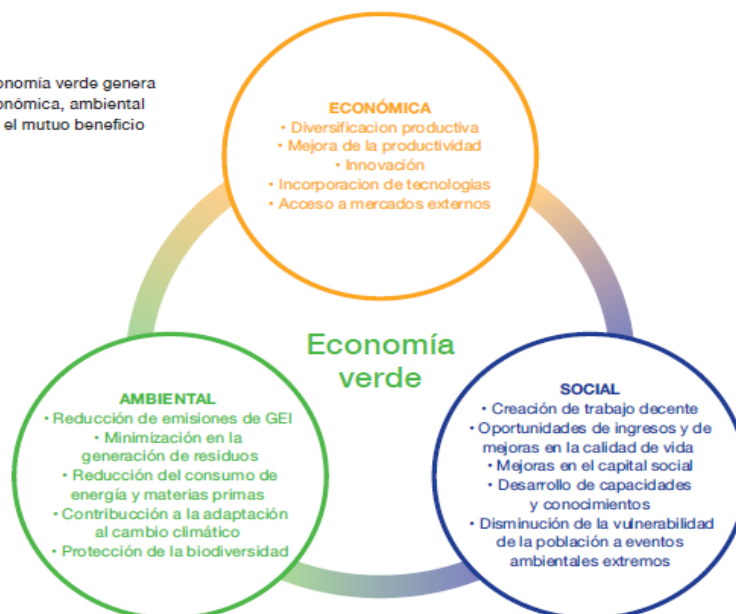 onomía verde genera
onómica, ambiental
el mutuo beneficio
ECONÓMICA
• Diversificacion productiva
• Mejora de la productividad
• Innovación
• Incorporacion de tecnologias
• Acceso a mercados externos
Economía
verde
AMBIENTAL
• Reducción de emisiones de GEI
• Minimización en la
generación de residuos
• Reducción del consumo de
energía y materias primas
• Contribucción a la adaptación
al cambio climático
• Protección de la biodiversidad
SOCIAL
• Creación de trabajo decente
• Oportunidades de ingresos y de
mejoras en la calidad de vida
• Mejoras en el capital social
• Desarrollo de capacidades
y conocimientos
• Disminución de la vulnerabilidad
de la población a eventos
ambientales extremos